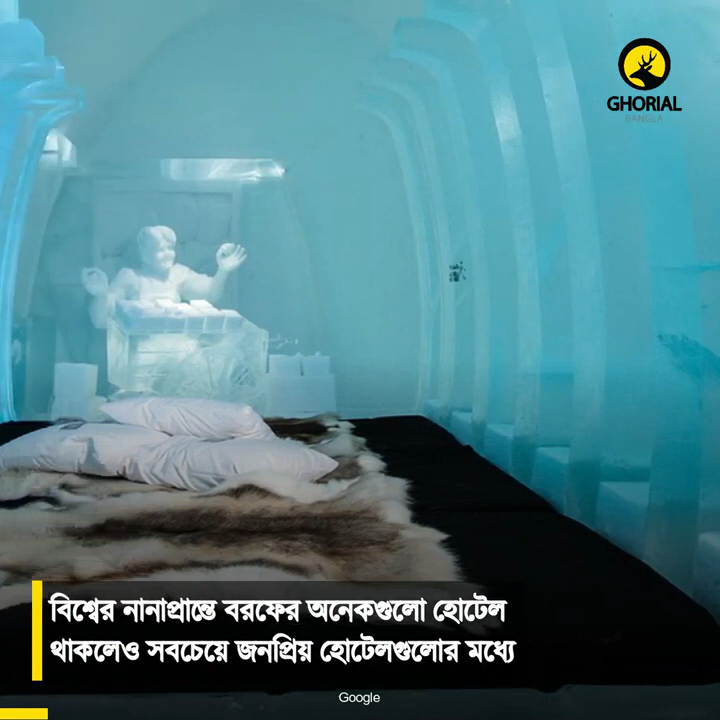 GHORIAL
BANGLA
বিশ্বের নানাপ্রান্তে বরফের অনেকগুলো হোটেল
থাকলেও সবচেয়ে জনপ্রিয় হোটেলগুলোর মধ্যে
Google